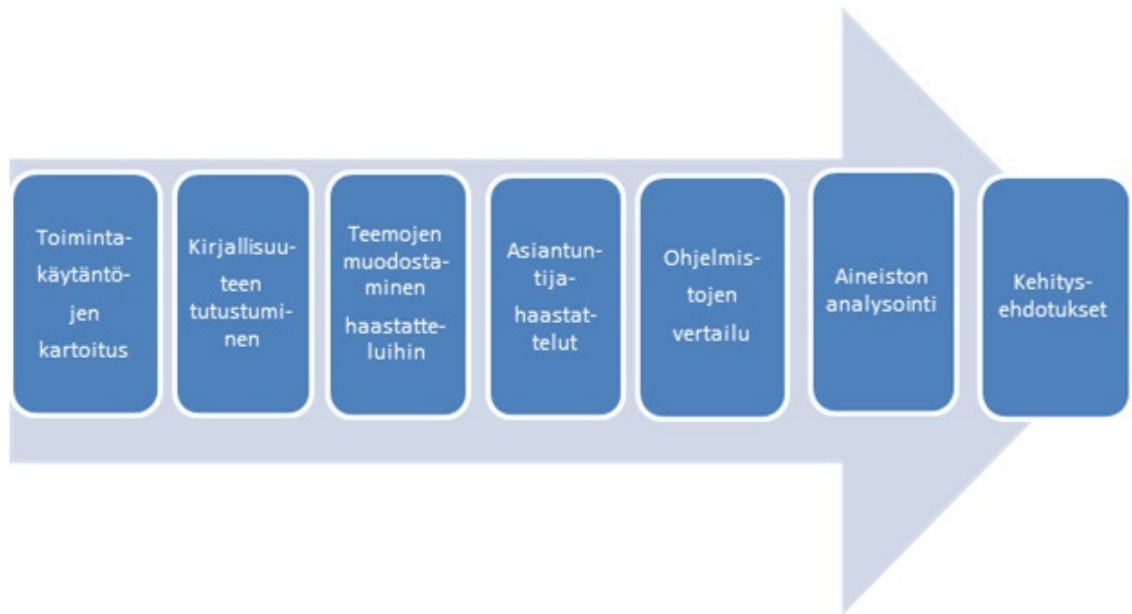 Toiminta-
käytäntö-
jen
kartoitus
Kirjallisuu-
teen
tutustumi-
nen
Teemojen
muodosta-
minen
haastatte-
luihin
Asiantun-
tija-
haastat-
telut
Ohjelmis-
tojen
vertailu
Aineiston
analysointi
Kehitys-
ehdotukset